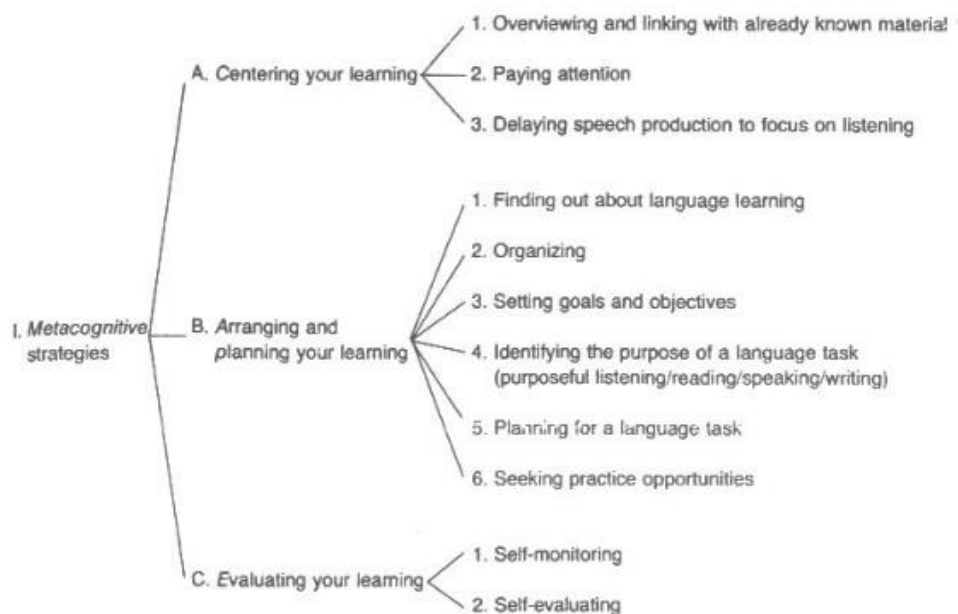 1. Overviewing and linking with already known material
A. Centering your learning
2. Paying attention
3. Delaying speech production to focus on listening
1. Finding out about language learning
2. Organizing
3. Setting goals and objectives
I. Metacognitive
strategies
B. Arranging and
planning your learning
4. Identifying the purpose of a language task
(purposeful listening/reading/speaking/writing)
5. Planning for a language task
6. Seeking practice opportunities
C. Evaluating your learning
1. Self-monitoring
2. Self-evaluating